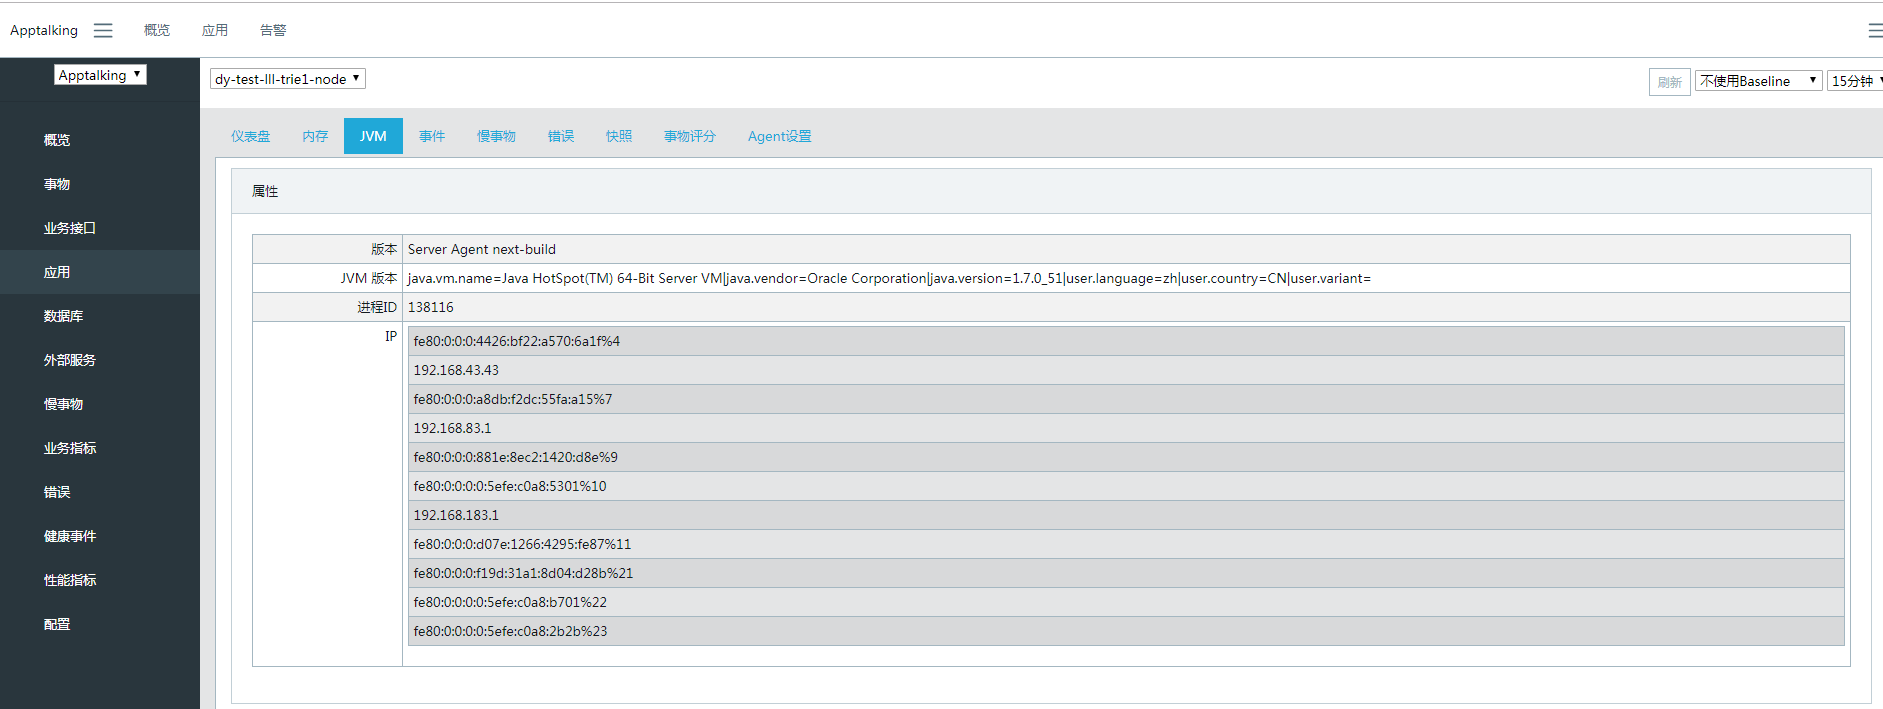 Apptalking 概览 应用 告警
Apptalking
dy-test-lll-trie1-node
刷新 不使用Baseline 15分钟
概览
事物
业务接口
应用
数据库
外部服务
慢事物
业务指标
错误
健康事件
性能指标
配置
仪表盘 内存 JVM 事件 慢事物 错误 快照 事物评分 Agent设置
属性
版本 Server Agent next-build
JVM 版本 java.vm.name=Java HotSpot(TM) 64-Bit Server VM|java.vendor=Oracle Corporation|java.version=1.7.0_51|user.language=zh|user.country=CN|user.variant=
进程ID 138116
IP
fe80:0:0:0:4426:bf22:a570:6a1f%4
192.168.43.43
fe80:0:0:0:a8db:f2dc:55fa:a15%7
192.168.83.1
fe80:0:0:0:881e:8ec2:1420:d8e%9
fe80:0:0:0:0:5efe:c0a8:5301%10
192.168.183.1
fe80:0:0:0:d07e:1266:4295:fe87%11
fe80:0:0:0:f19d:31a1:8d04:d28b%21
fe80:0:0:0:0:5efe:c0a8:b701%22
fe80:0:0:0:0:5efe:c0a8:2b2b%23